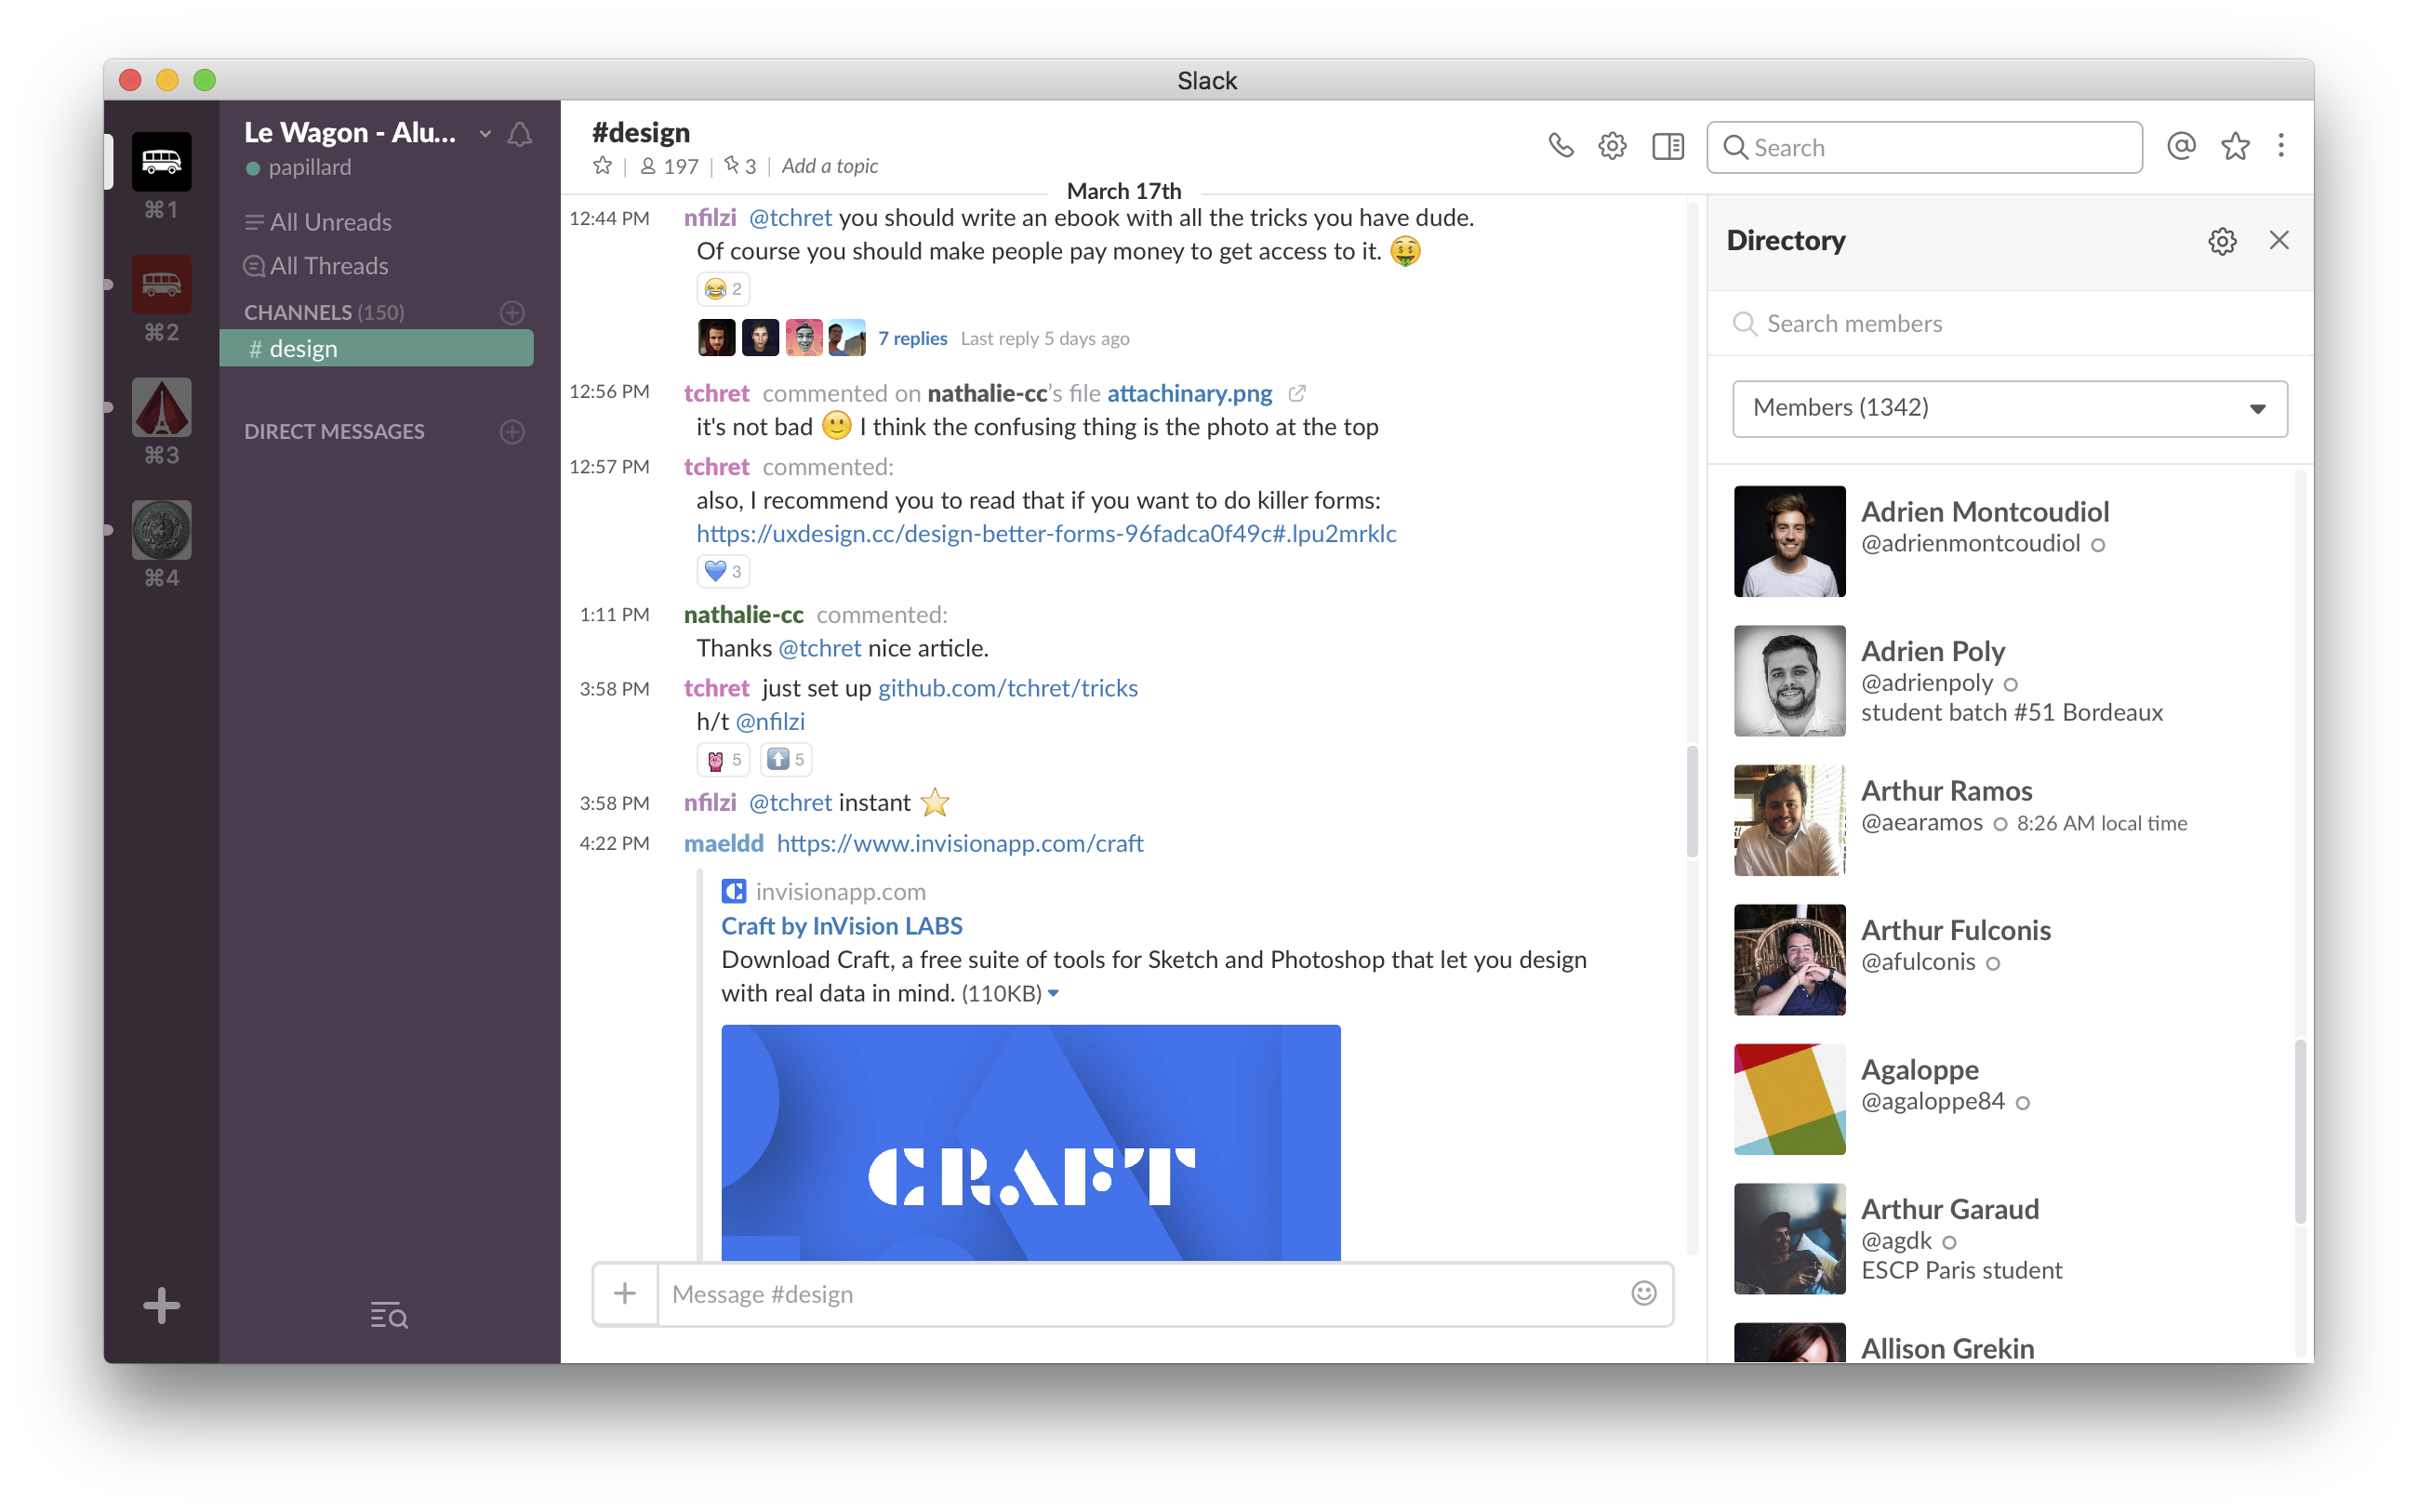 Slack
Le Wagon - Alu...
papillard
⌘1
⌘2
⌘3
⌘4
All Unreads
All Threads
CHANNELS (150)
# design
DIRECT MESSAGES
#design
197 | 3 | Add a topic
Search
March 17th
12:44 PM nfilzi @tchret you should write an ebook with all the tricks you have dude.
Of course you should make people pay money to get access to it. 🤑
😂 2
7 replies Last reply 5 days ago
12:56 PM tchret commented on nathalie-cc's file attachinary.png
it's not bad 🙂 I think the confusing thing is the photo at the top
12:57 PM tchret commented:
also, I recommend you to read that if you want to do killer forms:
https://uxdesign.cc/design-better-forms-96fadca0f49c#.lpu2mrklc
💙 3
1:11 PM nathalie-cc commented:
Thanks @tchret nice article.
3:58 PM tchret just set up github.com/tchret/tricks
h/t @nfilzi
5 ⬆️ 5
3:58 PM nfilzi @tchret instant ⭐
4:22 PM maeldd https://www.invisionapp.com/craft
invisionapp.com
Craft by InVision LABS
Download Craft, a free suite of tools for Sketch and Photoshop that let you design
with real data in mind. (110KB)
CRAFT
Message #design
Directory
Search members
Members (1342)
Adrien Montcoudiol
@adrienmontcoudiol
Adrien Poly
@adrienpoly
student batch #51 Bordeaux
Arthur Ramos
@aearamos 8:26 AM local time
Arthur Fulconis
@afulconis
Agaloppe
@agaloppe84
Arthur Garaud
@agdk
ESCP Paris student
Allison Grekin